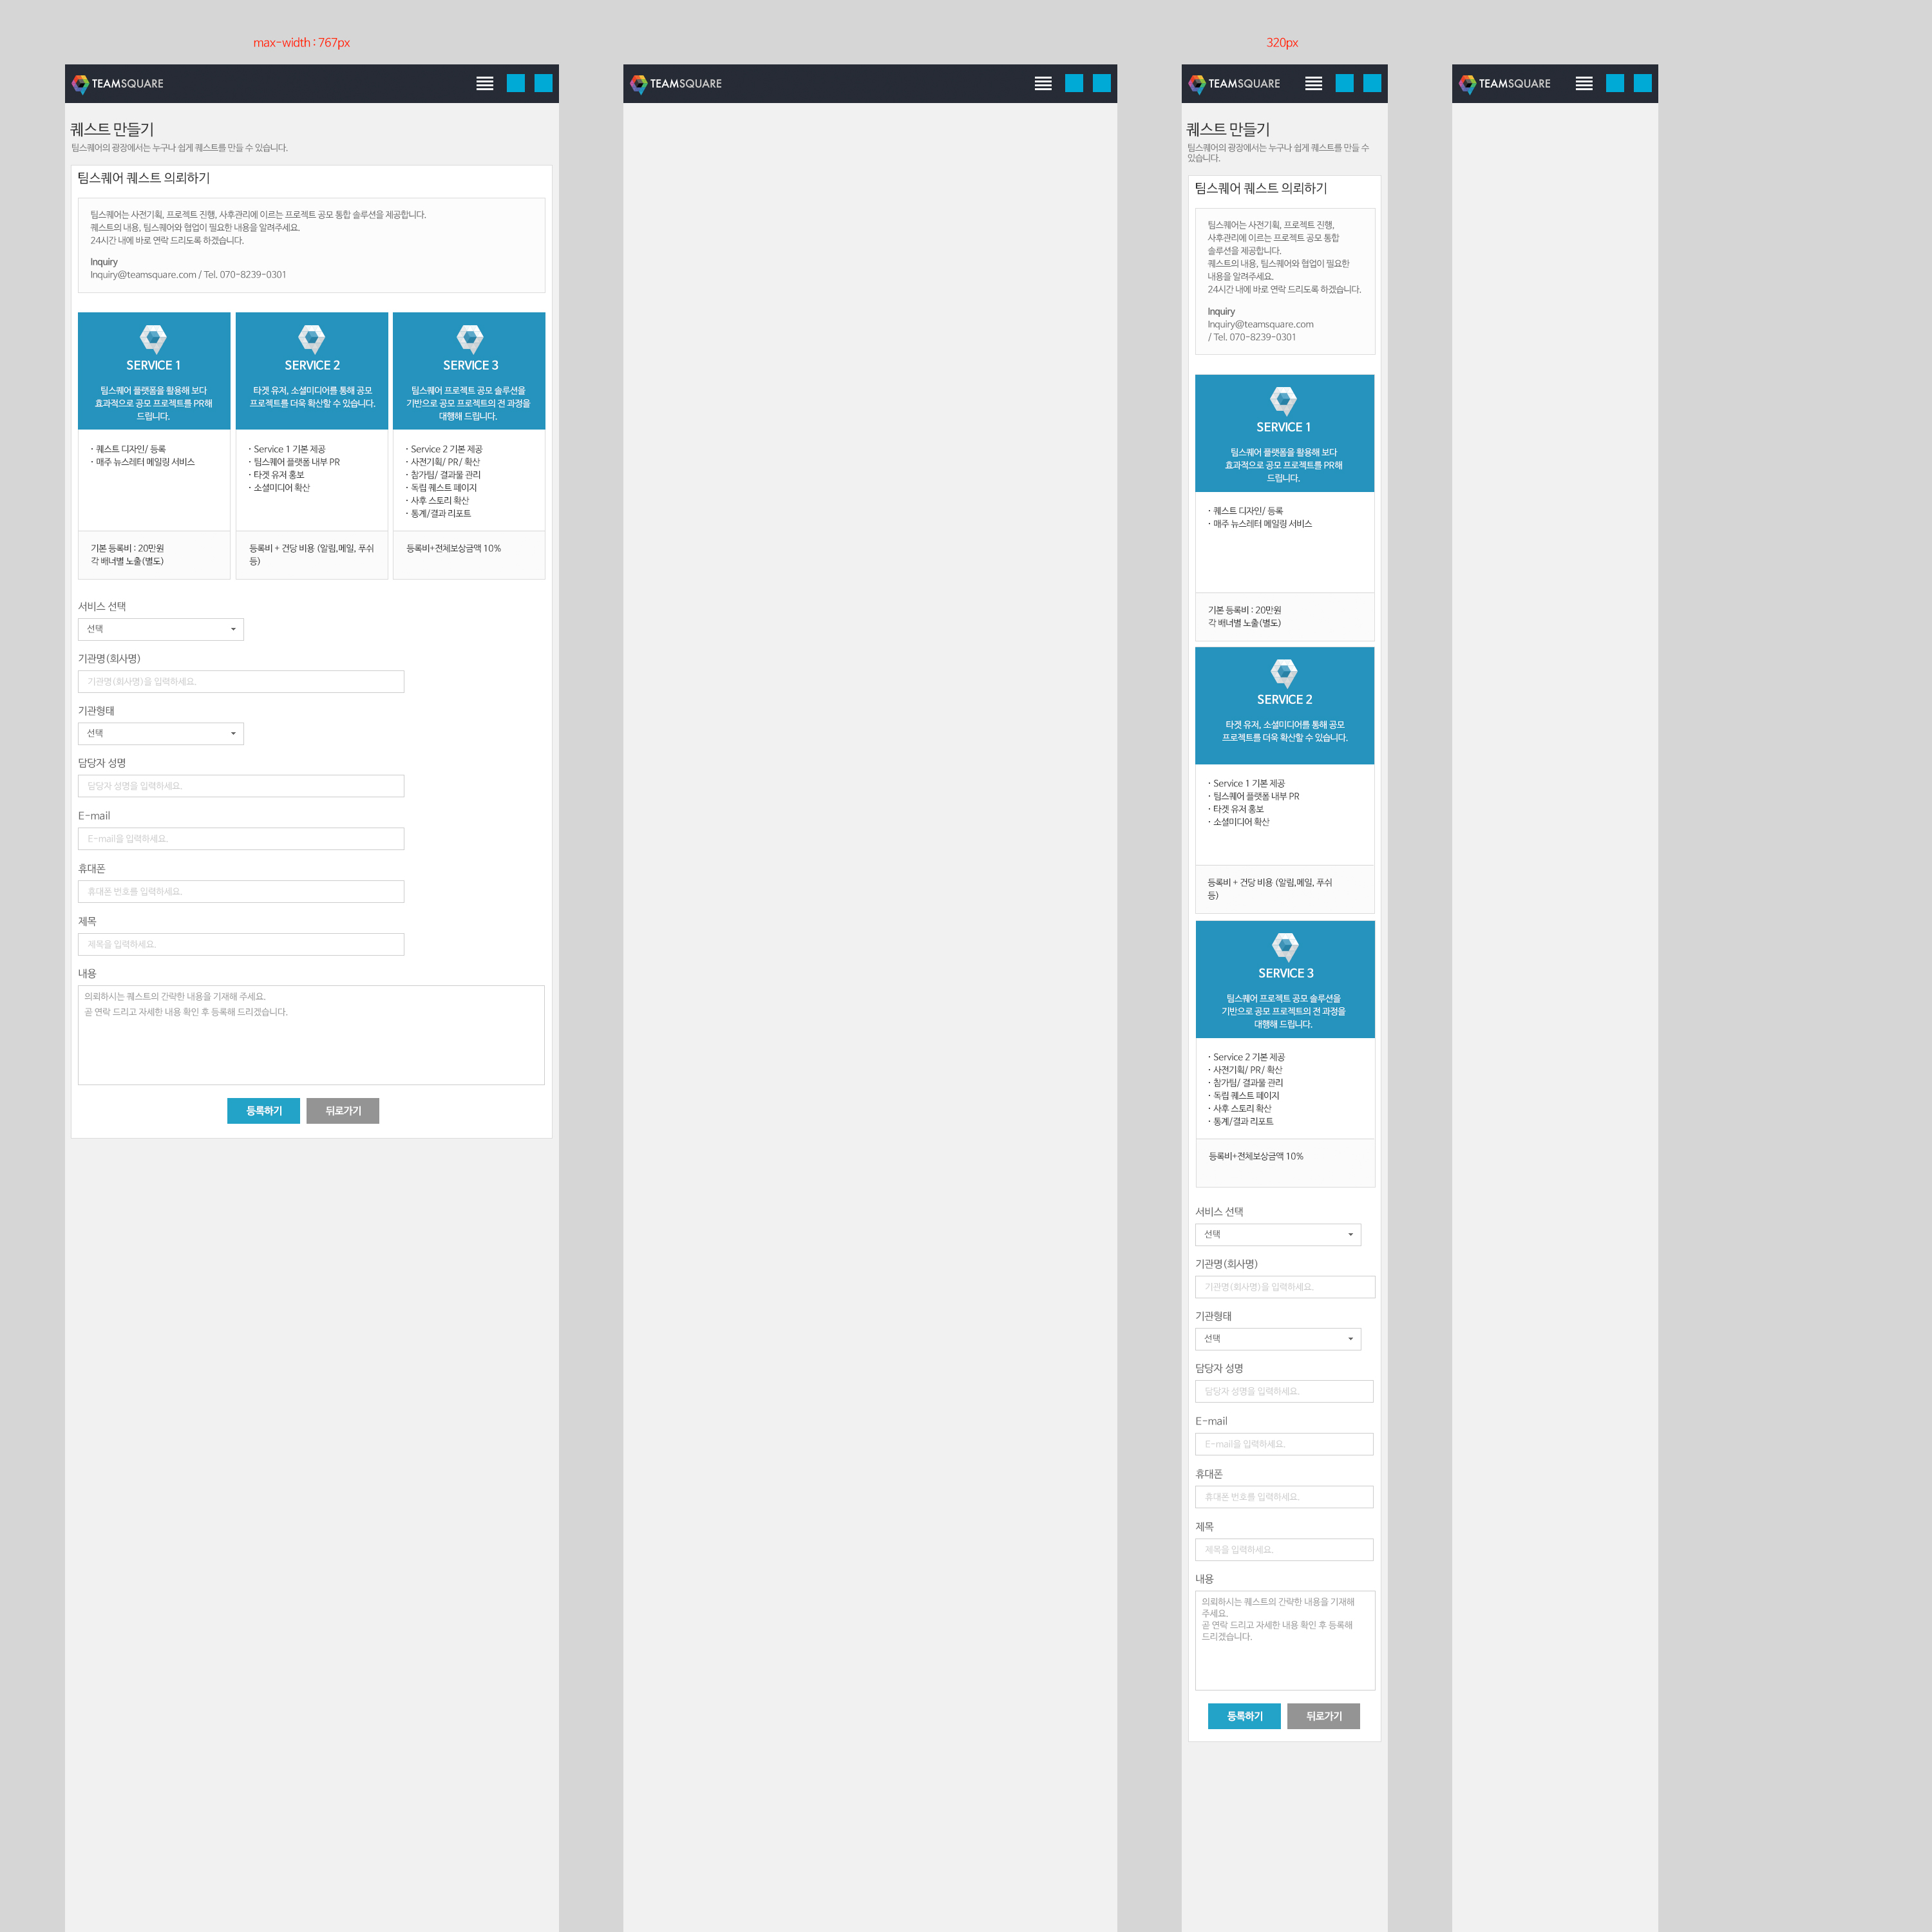 max-width : 767px
TEAMSQUARE
퀘스트 만들기
팀스퀘어의 광장에서는 누구나 쉽게 퀘스트를 만들 수 있습니다.
팀스퀘어 퀘스트 의뢰하기
팀스퀘어는 사전기획, 프로젝트 진행, 사후관리에 이르는 프로젝트 공모 통합 솔루션을 제공합니다.
퀘스트의 내용, 팀스퀘어와 협업이 필요한 내용을 알려주세요.
24시간 내에 바로 연락 드리도록 하겠습니다.
Inquiry
Inquiry@teamsquare.com / Tel. 070-8239-0301
SERVICE 1
팀스퀘어 플랫폼을 활용해 보다
효과적으로 공모 프로젝트를 PR해
드립니다.
· 퀘스트 디자인/ 등록
· 매주 뉴스레터 메일링 서비스
기본 등록비 : 20만원
각 배너별 노출(별도)
SERVICE 2
타겟 유저, 소셜미디어를 통해 공모
프로젝트를 더욱 확산할 수 있습니다.
· Service 1 기본 제공
· 팀스퀘어 플랫폼 내부 PR
· 타겟 유저 홍보
· 소셜미디어 확산
등록비 + 건당 비용 (알림,메일, 푸쉬
등)
SERVICE 3
팀스퀘어 프로젝트 공모 솔루션을
기반으로 공모 프로젝트의 전 과정을
대행해 드립니다.
· Service 2 기본 제공
· 사전기획/ PR/ 확산
· 참가팀/ 결과물 관리
· 독립 퀘스트 페이지
· 사후 스토리 확산
· 통계/결과 리포트
등록비+전체보상금액 10%
서비스 선택
선택
기관명(회사명)
기관명(회사명)을 입력하세요.
기관형태
선택
담당자 성명
담당자 성명을 입력하세요.
E-mail
E-mail을 입력하세요.
휴대폰
휴대폰 번호를 입력하세요.
제목
제목을 입력하세요.
내용
의뢰하시는 퀘스트의 간략한 내용을 기재해 주세요.
곧 연락 드리고 자세한 내용 확인 후 등록해 드리겠습니다.
등록하기
뒤로가기
TEAMSQUARE
320px
TEAMSQUARE
퀘스트 만들기
팀스퀘어의 광장에서는 누구나 쉽게 퀘스트를 만들 수
있습니다.
팀스퀘어 퀘스트 의뢰하기
팀스퀘어는 사전기획, 프로젝트 진행,
사후관리에 이르는 프로젝트 공모 통합
솔루션을 제공합니다.
퀘스트의 내용, 팀스퀘어와 협업이 필요한
내용을 알려주세요.
24시간 내에 바로 연락 드리도록 하겠습니다.
Inquiry
Inquiry@teamsquare.com
/ Tel. 070-8239-0301
SERVICE 1
팀스퀘어 플랫폼을 활용해 보다
효과적으로 공모 프로젝트를 PR해
드립니다.
· 퀘스트 디자인/ 등록
· 매주 뉴스레터 메일링 서비스
기본 등록비 : 20만원
각 배너별 노출(별도)
SERVICE 2
타겟 유저, 소셜미디어를 통해 공모
프로젝트를 더욱 확산할 수 있습니다.
· Service 1 기본 제공
· 팀스퀘어 플랫폼 내부 PR
· 타겟 유저 홍보
· 소셜미디어 확산
등록비 + 건당 비용 (알림,메일, 푸쉬
등)
SERVICE 3
팀스퀘어 프로젝트 공모 솔루션을
기반으로 공모 프로젝트의 전 과정을
대행해 드립니다.
· Service 2 기본 제공
· 사전기획/ PR/ 확산
· 참가팀/ 결과물 관리
· 독립 퀘스트 페이지
· 사후 스토리 확산
· 통계/결과 리포트
등록비+전체보상금액 10%
서비스 선택
선택
기관명(회사명)
기관명(회사명)을 입력하세요.
기관형태
선택
담당자 성명
담당자 성명을 입력하세요.
E-mail
E-mail을 입력하세요.
휴대폰
휴대폰 번호를 입력하세요.
제목
제목을 입력하세요.
내용
의뢰하시는 퀘스트의 간략한 내용을 기재해
주세요.
곧 연락 드리고 자세한 내용 확인 후 등록해
드리겠습니다.
등록하기
뒤로가기
TEAMSQUARE